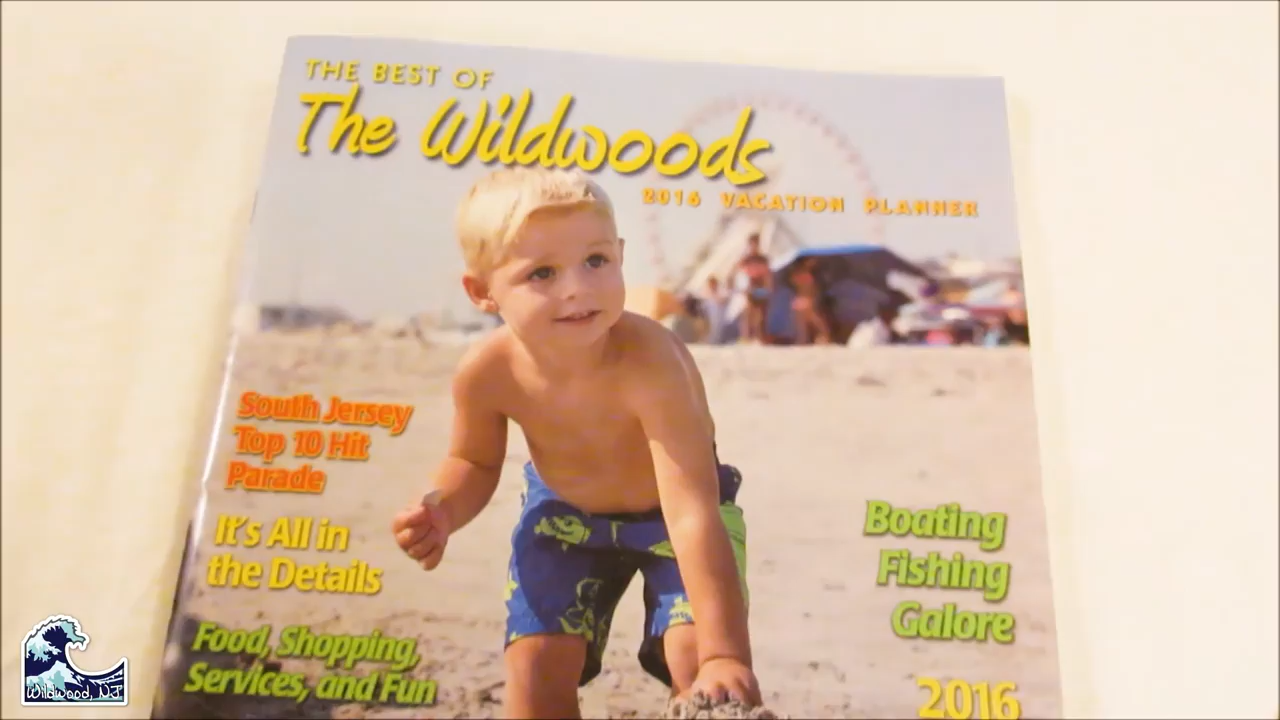 THE BEST OF
The Wildwoods
2016 VACATION PLANNER
South Jersey
Top 10 Hit
Parade
It's All in
the Details
Food, Shopping,
Services, and Fun
Boating
Fishing
Galore
2016
Wildwood, NJ